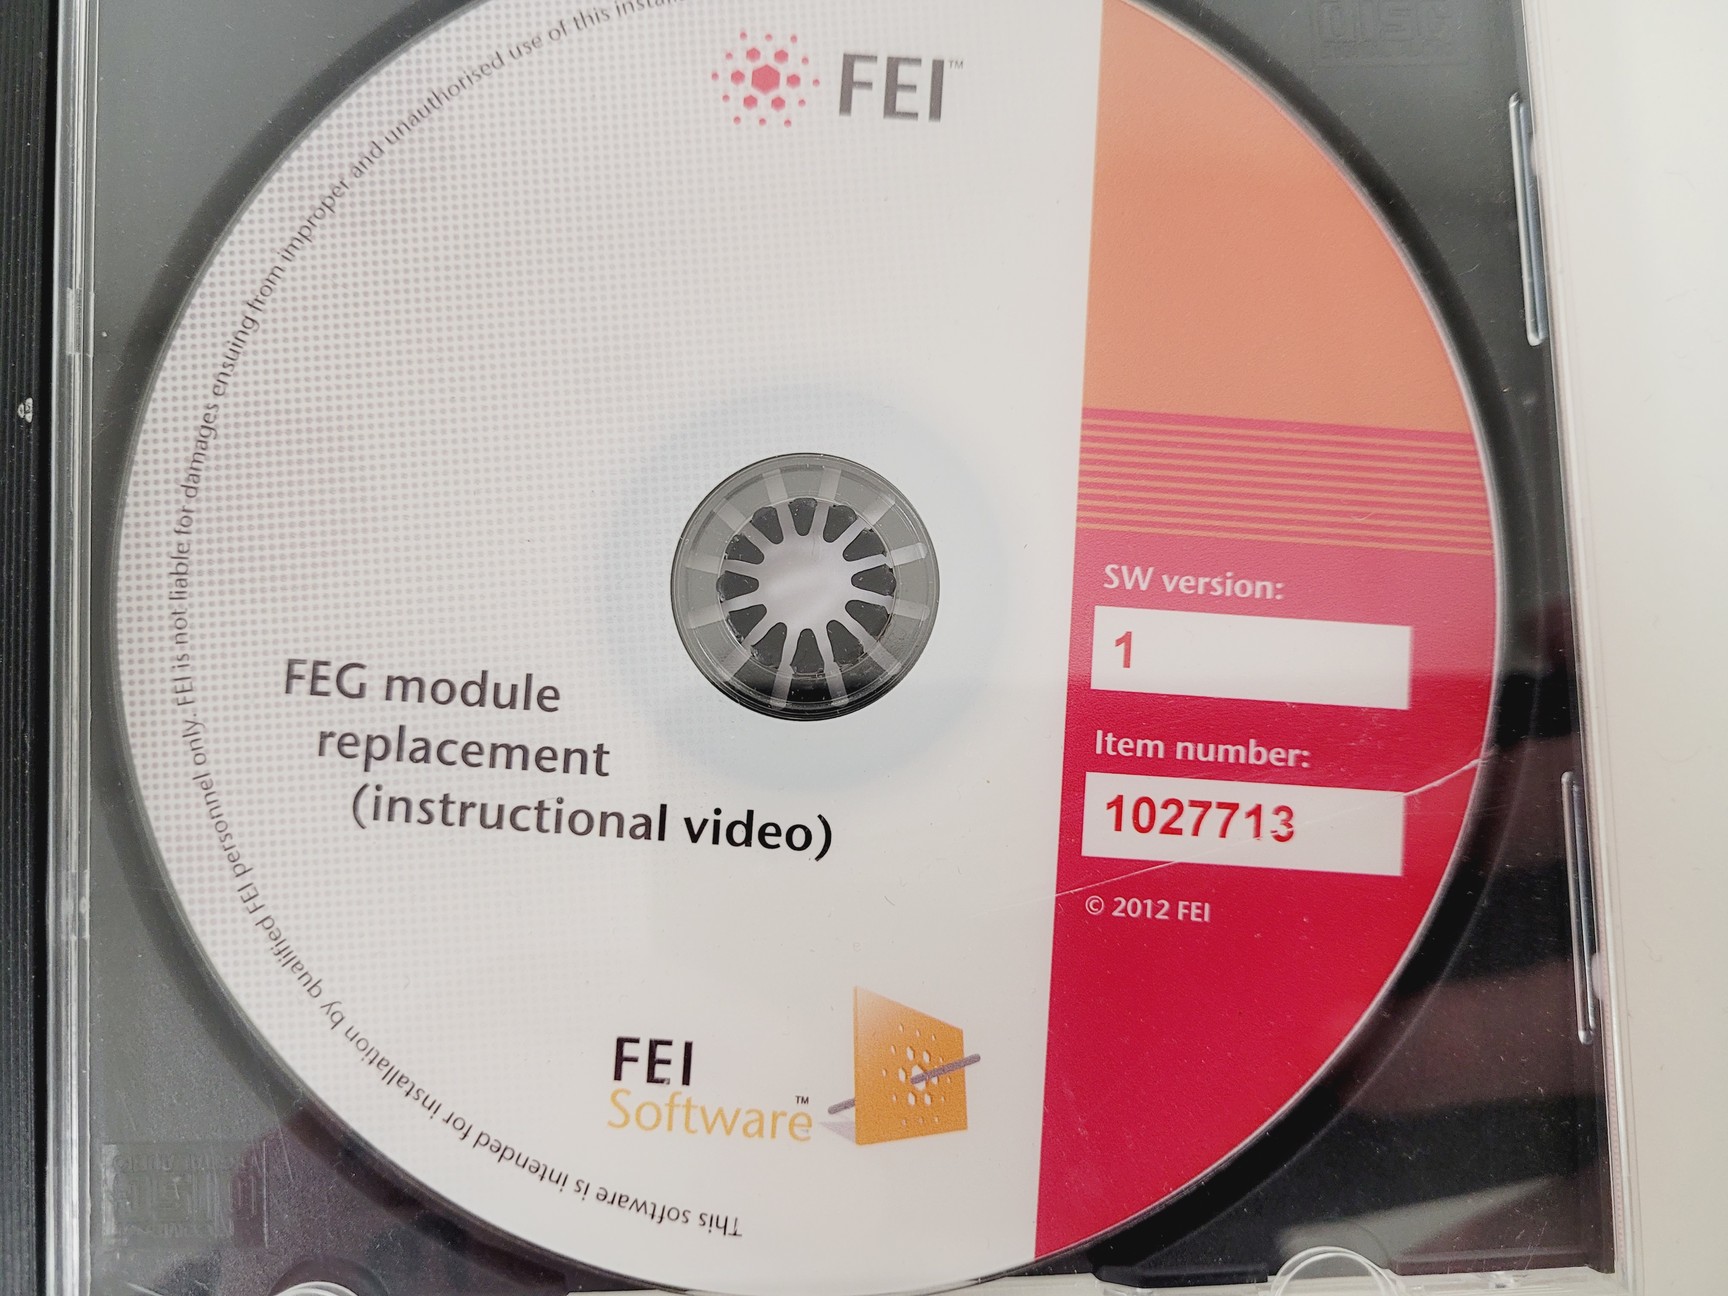 FEI™
FEG module
replacement
(instructional video)
SW version:
1
Item number:
1027713
© 2012 FEI
FEI
Software™
This software is intended for installation by qualified FEI personnel only. FEI is not liable for damages ensuing from improper and unauthorised use of this